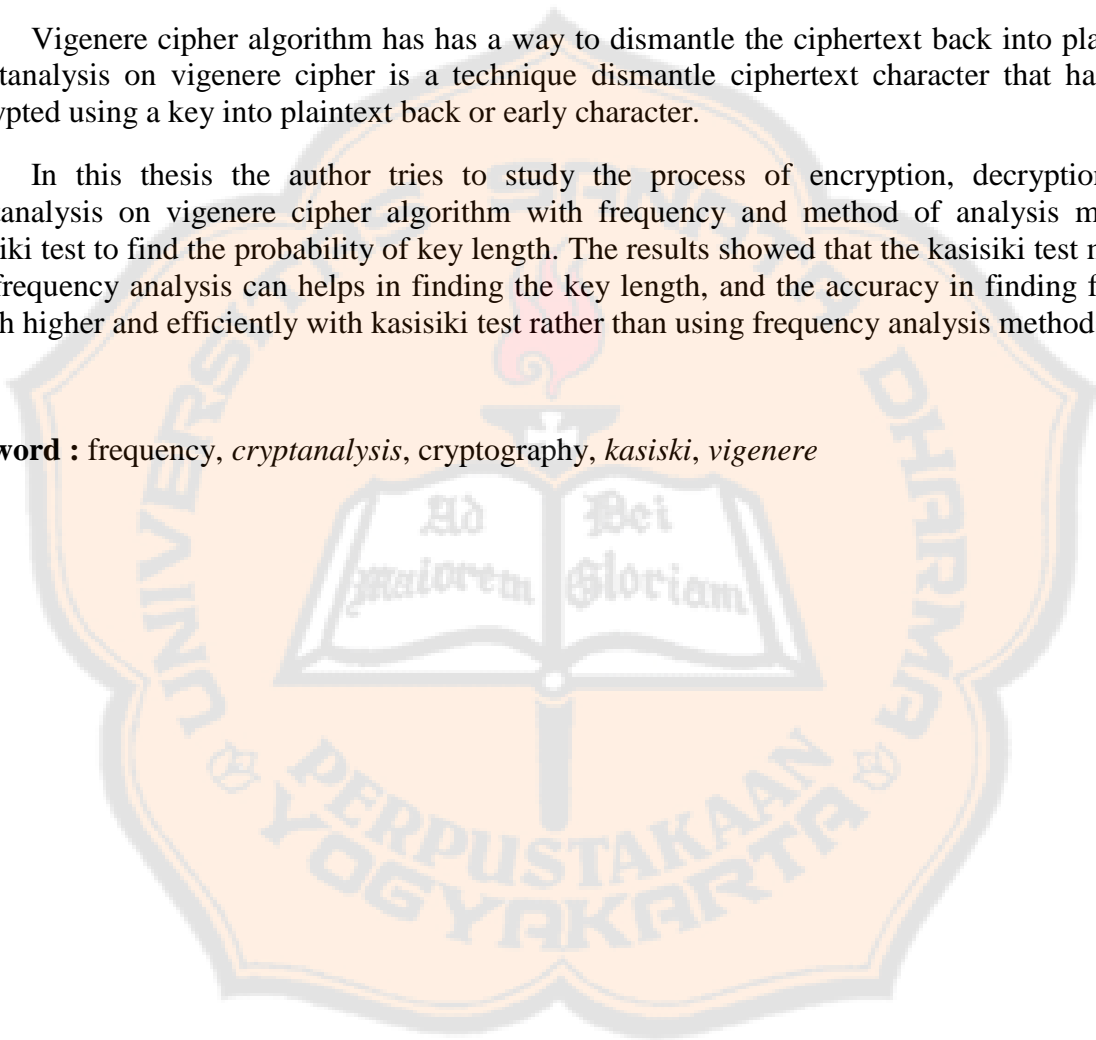 Vigenere cipher algorithm has has a way to dismantle the ciphertext back into pla
tanalysis on vigenere cipher is a technique dismantle ciphertext character that ha
ypted using a key into plaintext back or early character.
In this thesis the author tries to study the process of encryption, decryption
analysis on vigenere cipher algorithm with frequency and method of analysis m
iki test to find the probability of key length. The results showed that the kasisiki test
frequency analysis can helps in finding the key length, and the accuracy in finding f
h higher and efficiently with kasisiki test rather than using frequency analysis method
word : frequency, cryptanalysis, cryptography, kasiski, vigenere
UNIVERSITAS SANATA DHARMA
Ad Dei
Maiorem Gloriam
PERPUSTAKAAN
YOGYAKARTA